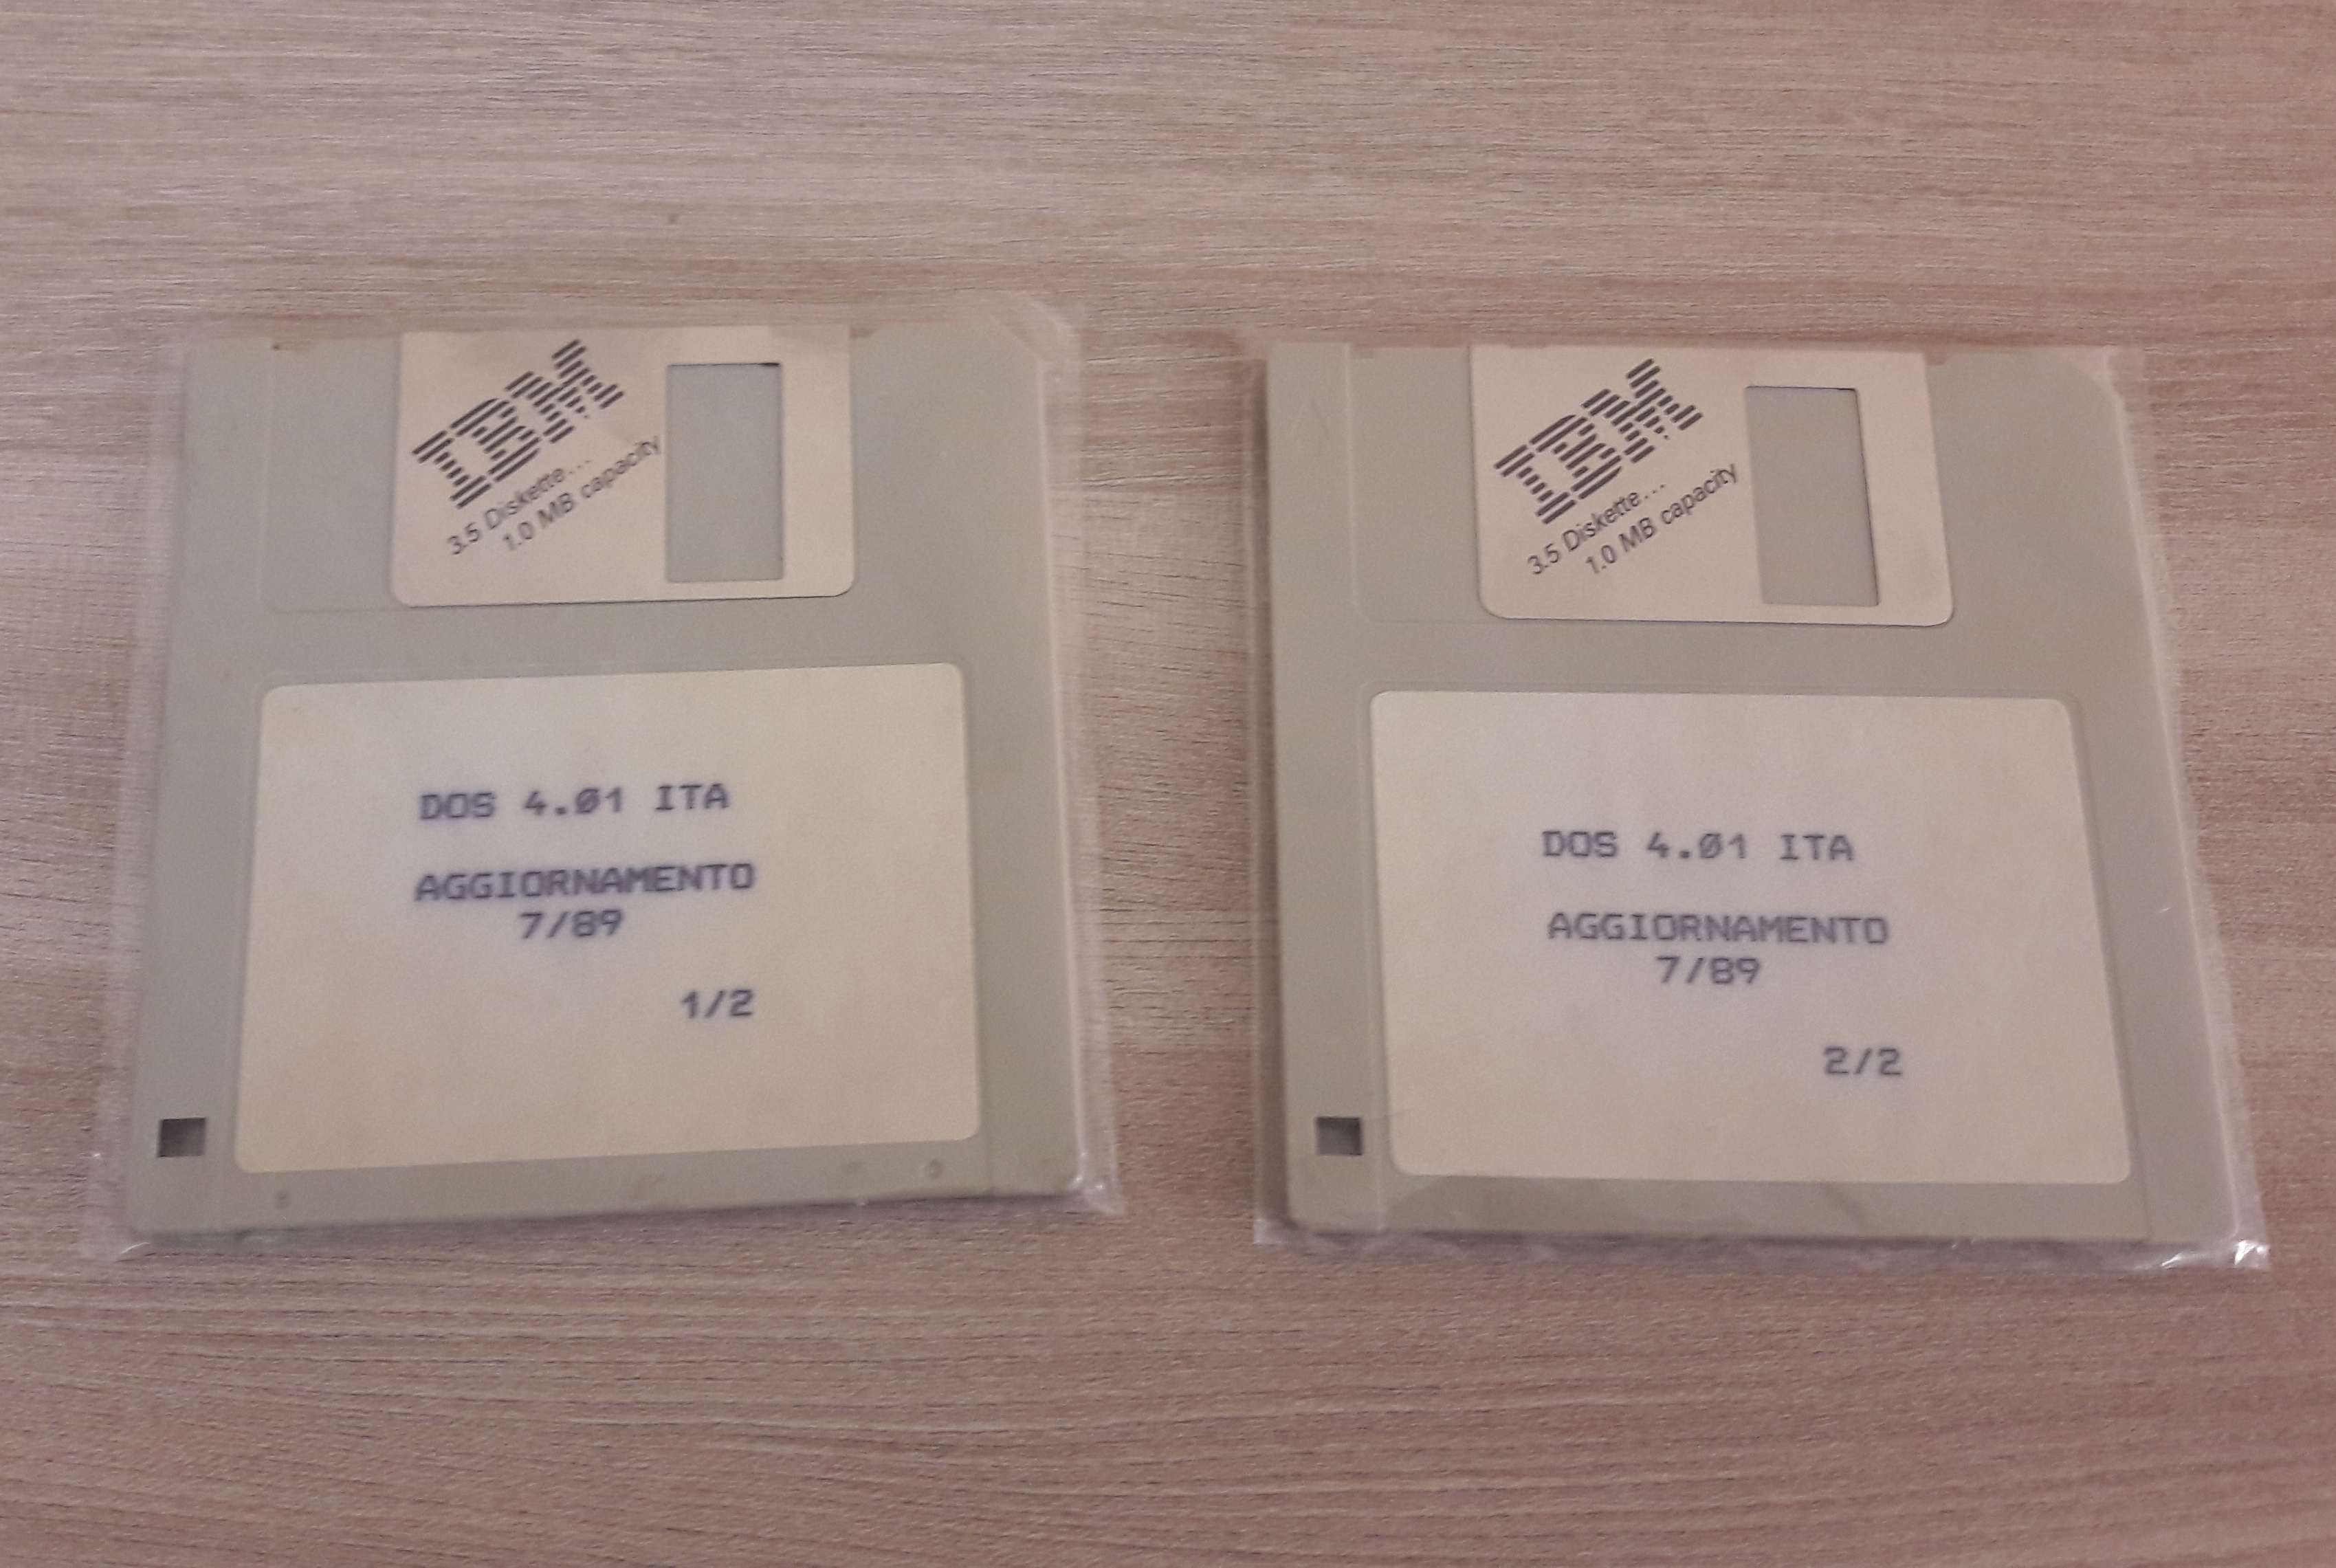 IBM
3.5 Diskette...
1.0 MB capacity
DOS 4.01 ITA
AGGIORNAMENTO
7/89
1/2
IBM
3.5 Diskette...
1.0 MB capacity
DOS 4.01 ITA
AGGIORNAMENTO
7/89
2/2